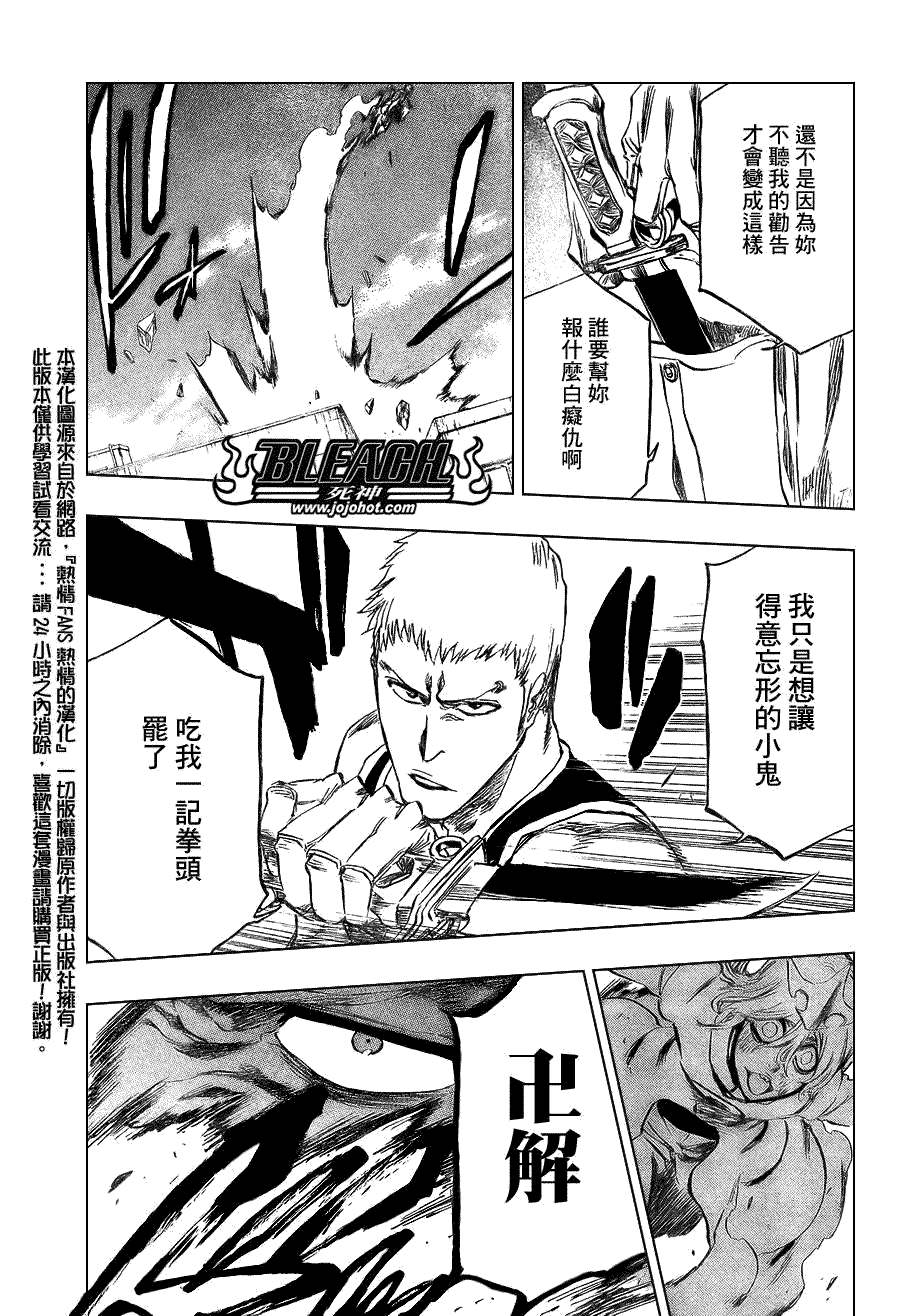 還不是因為妳
不聽我的勸告
才會變成這樣
誰要幫妳
報什麼白癡仇啊
BLEACH
死神
www.jojohot.com
我只是想讓
得意忘形的小鬼
吃我一記拳頭
罷了
卍解
本漢化圖源來自於網路，『熱情FANS熱情的漢化』一切版權歸原作者與出版社擁有！
此版本僅供學習試看交流…請24小時之內消除，喜歡這套漫畫請購買正版！謝謝。